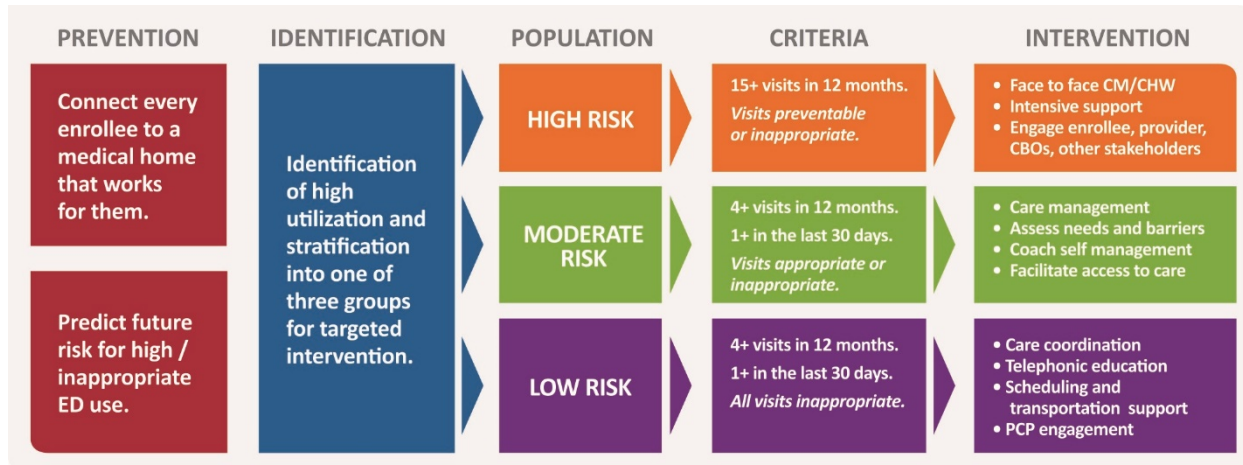 PREVENTION
IDENTIFICATION
POPULATION
CRITERIA
INTERVENTION
Connect every
enrollee to a
medical home
that works
for them.
Predict future
risk for high /
inappropriate
ED use.
Identification
of high
utilization and
stratification
into one of
three groups
for targeted
intervention.
HIGH RISK
15+ visits in 12 months.
Visits preventable
or inappropriate.
• Face to face CM/CHW
• Intensive support
• Engage enrollee, provider,
CBOs, other stakeholders
MODERATE
RISK
4+ visits in 12 months.
1+ in the last 30 days.
Visits appropriate or
inappropriate.
• Care management
• Assess needs and barriers
• Coach self management
• Facilitate access to care
LOW RISK
4+ visits in 12 months.
1+ in the last 30 days.
All visits inappropriate.
• Care coordination
• Telephonic education
• Scheduling and
transportation support
• PCP engagement